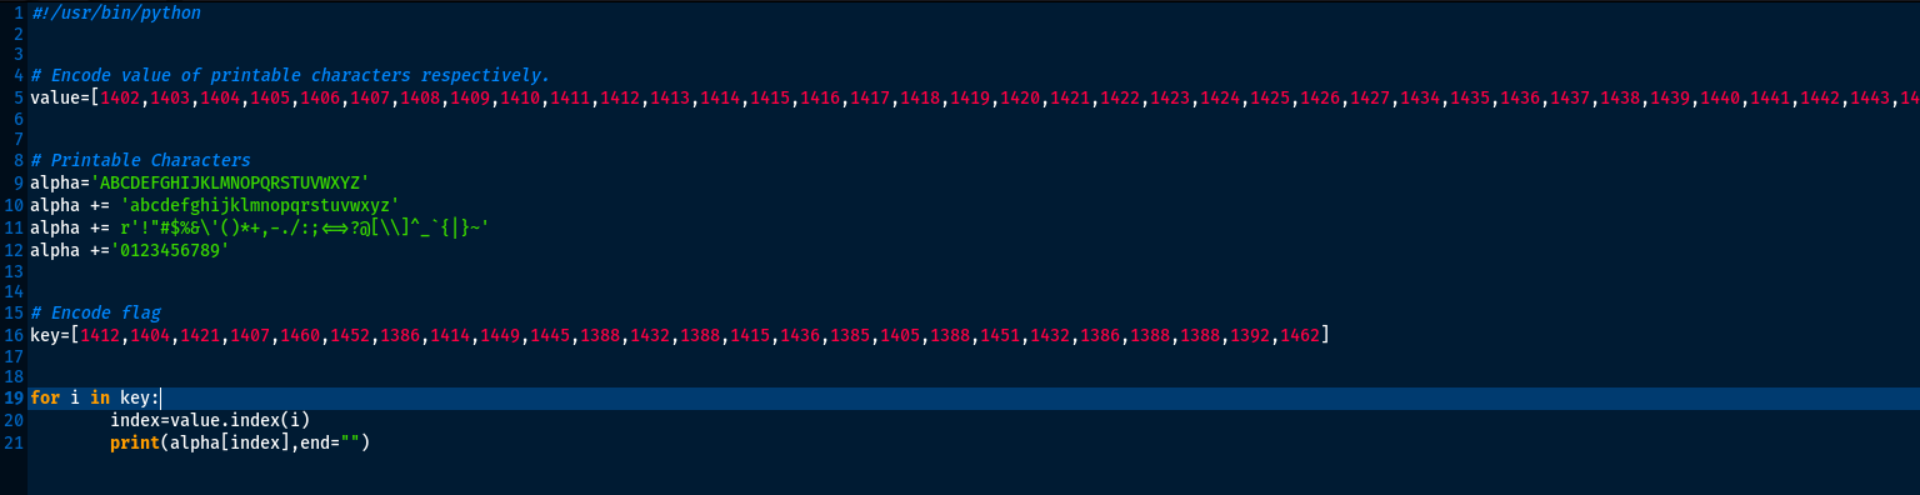 1 #!/usr/bin/python
2
3
4 # Encode value of printable characters respectively.
5 value=[1402,1403,1404,1405,1406,1407,1408,1409,1410,1411,1412,1413,1414,1415,1416,1417,1418,1419,1420,1421,1422,1423,1424,1425,1426,1427,1434,1435,1436,1437,1438,1439,1440,1441,1442,1443,14
6
7
8 # Printable Characters
9 alpha='ABCDEFGHIJKLMNOPQRSTUVWXYZ'
10 alpha += 'abcdefghijklmnopqrstuvwxyz'
11 alpha += r'!"#$%&\'()*+,-./:;<=>?@[\\]^_`{|}~'
12 alpha +='0123456789'
13
14
15 # Encode flag
16 key=[1412,1404,1421,1407,1460,1452,1386,1414,1449,1445,1388,1432,1388,1415,1436,1385,1405,1388,1451,1432,1386,1388,1388,1392,1462]
17
18
19 for i in key:
20 index=value.index(i)
21 print(alpha[index],end="")